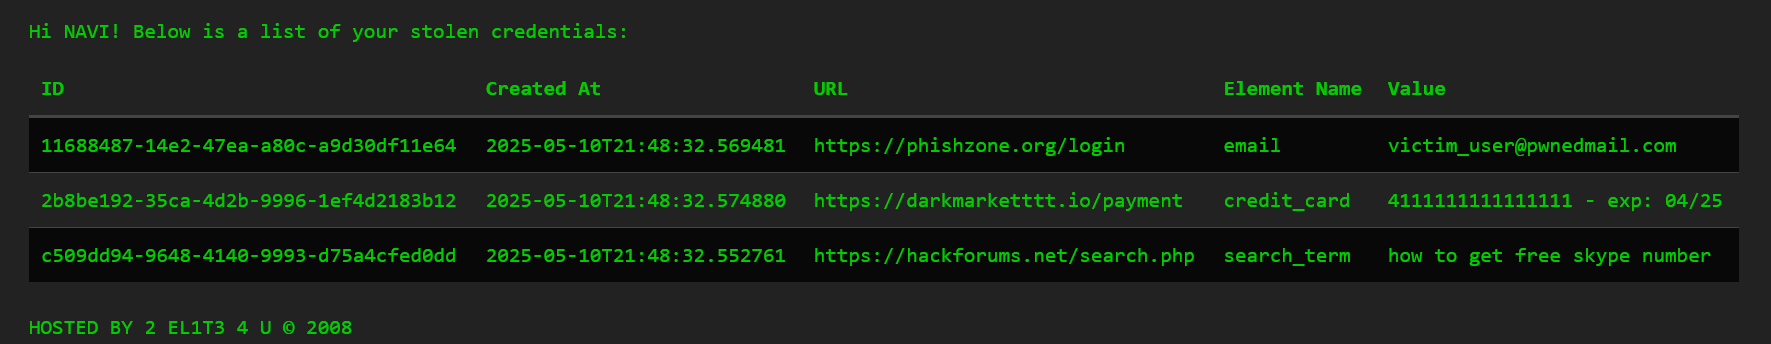 Hi NAVI! Below is a list of your stolen credentials:
ID Created At URL Element Name Value
11688487-14e2-47ea-a80c-a9d30df11e64 2025-05-10T21:48:32.569481 https://phishzone.org/login email victim_user@pwnedmail.com
2b8be192-35ca-4d2b-9996-1ef4d2183b12 2025-05-10T21:48:32.574880 https://darkmarketttt.io/payment credit_card 4111111111111111 - exp: 04/25
c509dd94-9648-4140-9993-d75a4cfed0dd 2025-05-10T21:48:32.552761 https://hackforums.net/search.php search_term how to get free skype number
HOSTED BY 2 EL1T3 4 U © 2008